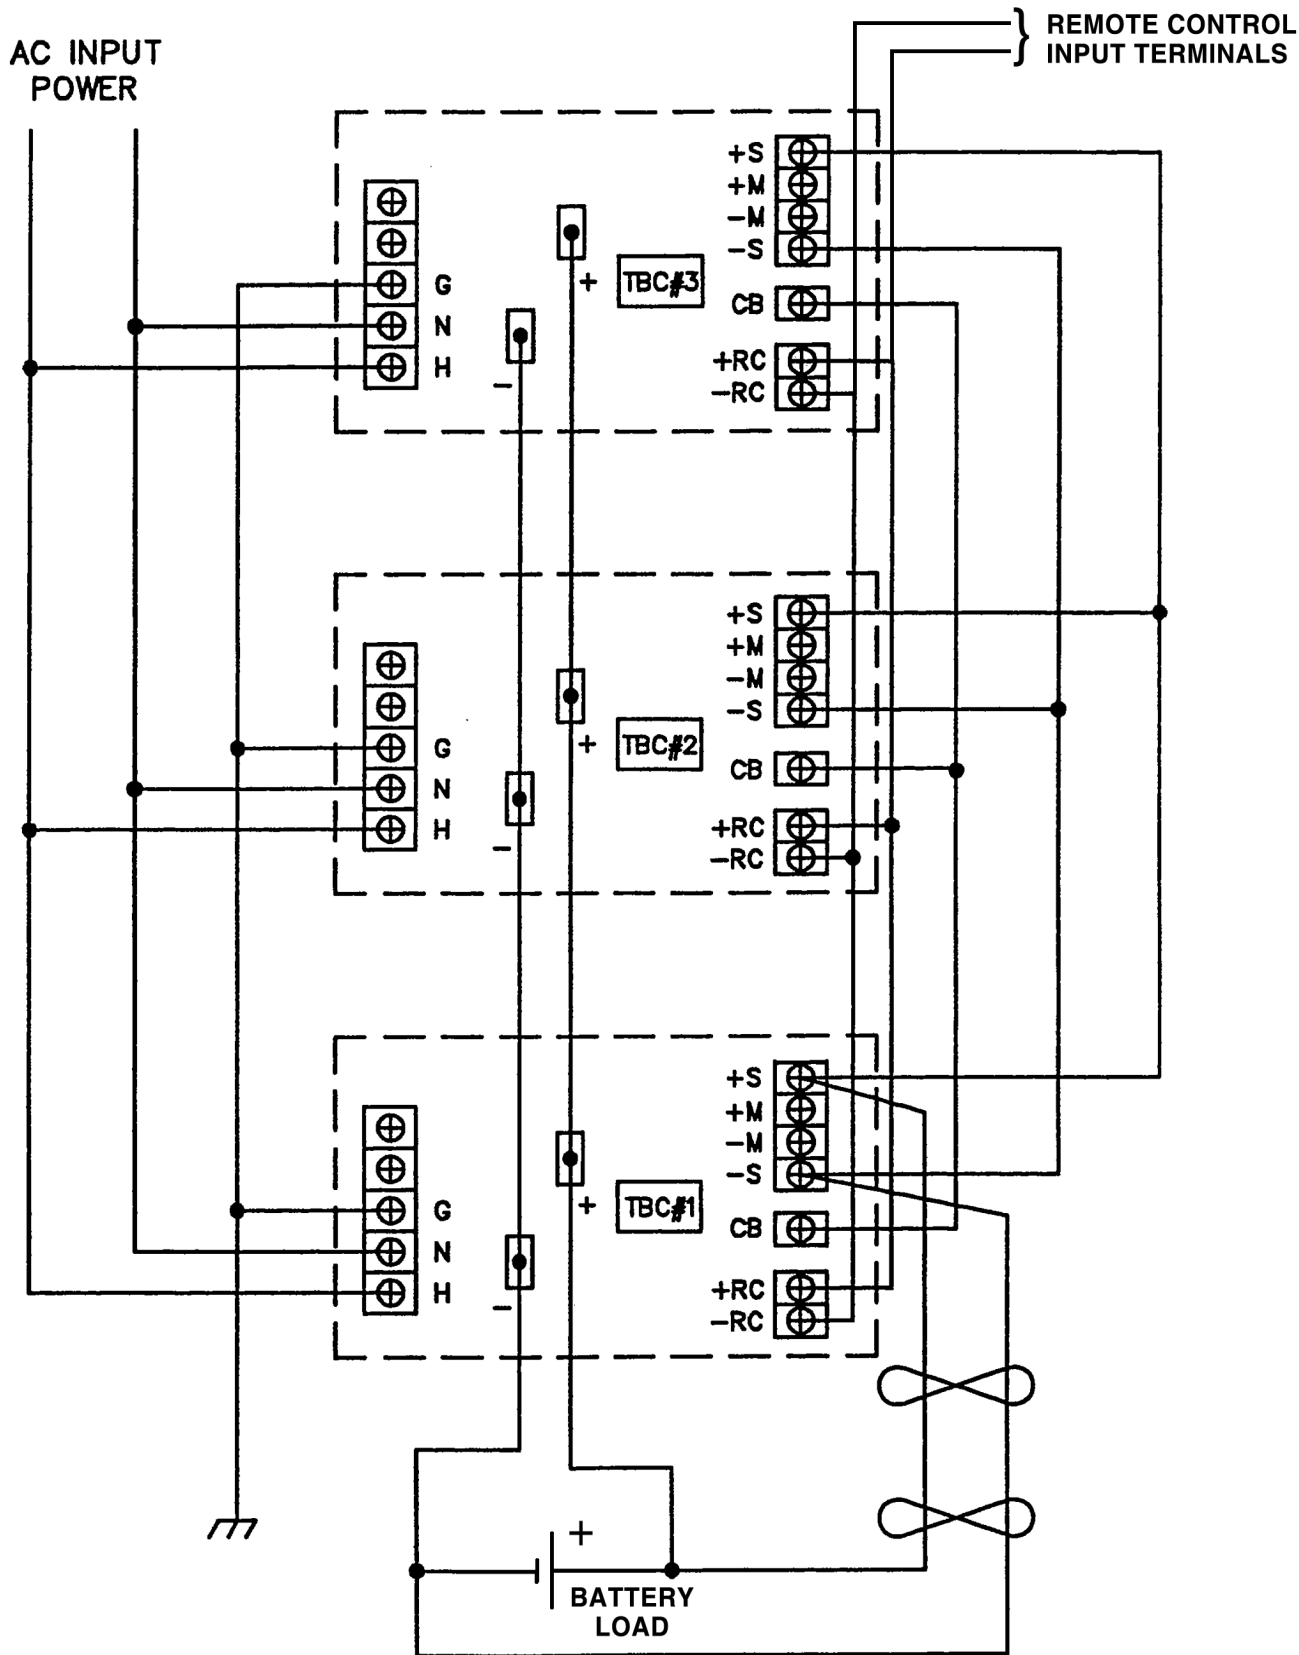 REMOTE CONTROL
INPUT TERMINALS
AC INPUT
POWER
+S
+M
−M
−S
+ TBC#3
G
N
H
−
CB
+RC
−RC
+S
+M
−M
−S
+ TBC#2
G
N
H
−
CB
+RC
−RC
+S
+M
−M
−S
+ TBC#1
G
N
H
−
CB
+RC
−RC
+
BATTERY
LOAD